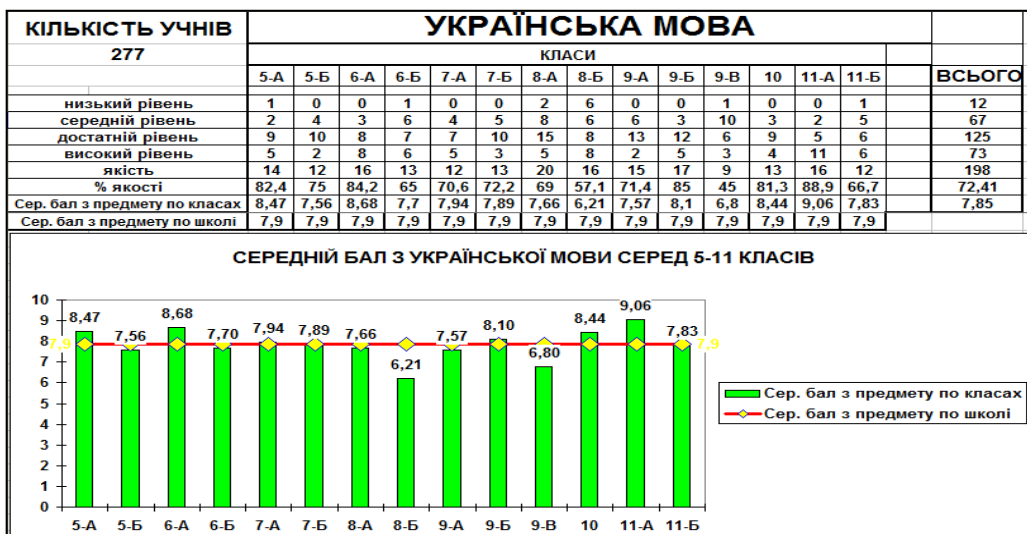 КІЛЬКІСТЬ УЧНІВ УКРАЇНСЬКА МОВА
277 КЛАСИ
5-А 5-Б 6-А 6-Б 7-А 7-Б 8-А 8-Б 9-А 9-Б 9-В 10 11-А 11-Б ВСЬОГО
низький рівень 1 0 0 1 0 0 2 6 0 0 1 0 0 1 12
середній рівень 2 4 3 6 4 5 8 6 6 3 10 3 2 5 67
достатній рівень 9 10 8 7 7 10 15 8 13 12 6 9 5 6 125
високий рівень 5 2 8 6 5 3 5 8 2 5 3 4 11 6 73
якість 14 12 16 13 12 13 20 16 15 17 9 13 16 12 198
% якості 82,4 75 84,2 65 70,6 72,2 69 57,1 71,4 85 45 81,3 88,9 66,7 72,41
Сер. бал з предмету по класах 8,47 7,56 8,68 7,7 7,94 7,89 7,66 6,21 7,57 8,1 6,8 8,44 9,06 7,83 7,85
Сер. бал з предмету по школі 7,9 7,9 7,9 7,9 7,9 7,9 7,9 7,9 7,9 7,9 7,9 7,9 7,9 7,9
СЕРЕДНІЙ БАЛ З УКРАЇНСЬКОЇ МОВИ СЕРЕД 5-11 КЛАСІВ
10
9
8
7
6
5
4
3
2
1
0
8,47 7,56 8,68 7,70 7,94 7,89 7,66 6,21 7,57 8,10 6,80 8,44 9,06 7,83
7,9 7,9
5-А 5-Б 6-А 6-Б 7-А 7-Б 8-А 8-Б 9-А 9-Б 9-В 10 11-А 11-Б
Сер. бал з предмету по класах
Сер. бал з предмету по школі